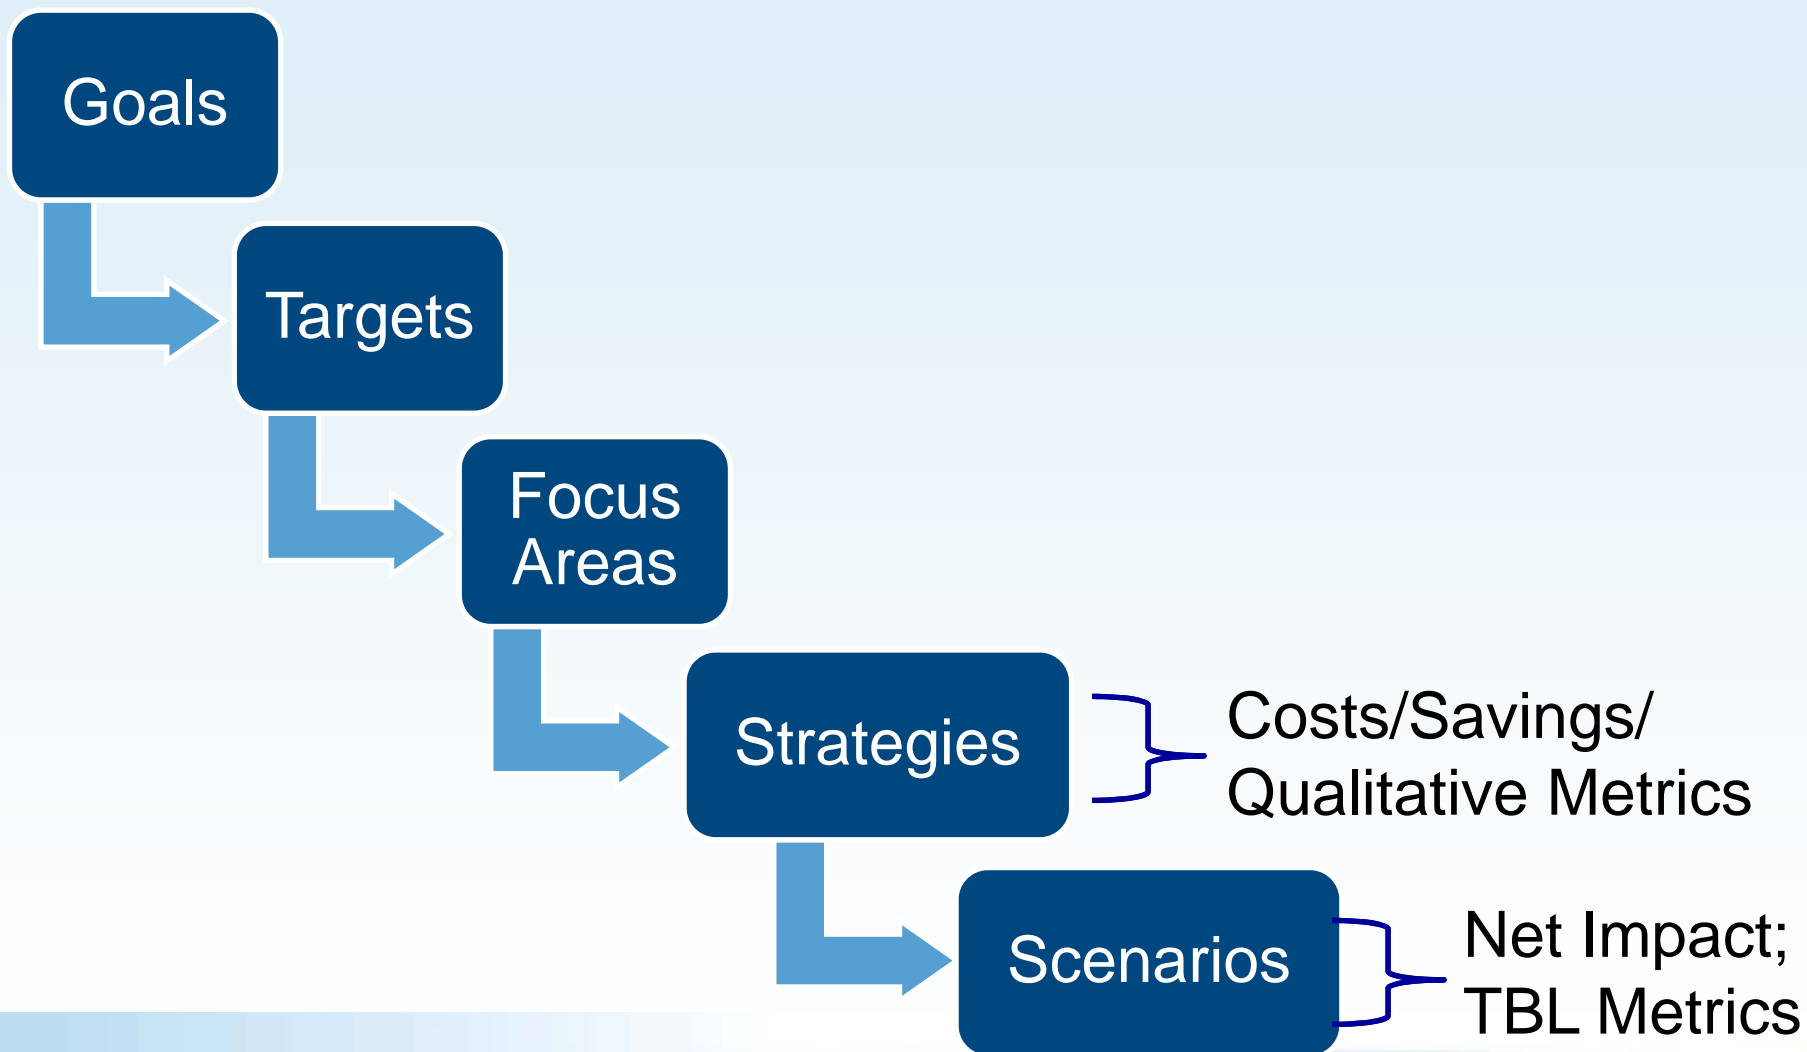 Goals
Targets
Focus
Areas
Strategies
Costs/Savings/
Qualitative Metrics
Scenarios
Net Impact;
TBL Metrics